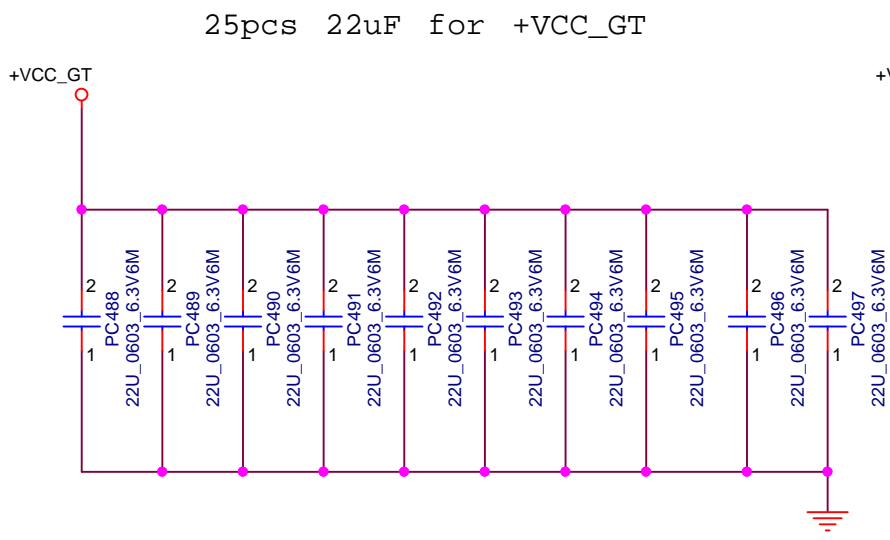 25pcs 22uF for +VCC_GT
+VCC_GT
+V
2
1
PC488
22U_0603_6.3V6M
2
1
PC489
22U_0603_6.3V6M
2
1
PC490
22U_0603_6.3V6M
2
1
PC491
22U_0603_6.3V6M
2
1
PC492
22U_0603_6.3V6M
2
1
PC493
22U_0603_6.3V6M
2
1
PC494
22U_0603_6.3V6M
2
1
PC495
22U_0603_6.3V6M
2
1
PC496
22U_0603_6.3V6M
2
1
PC497
22U_0603_6.3V6M